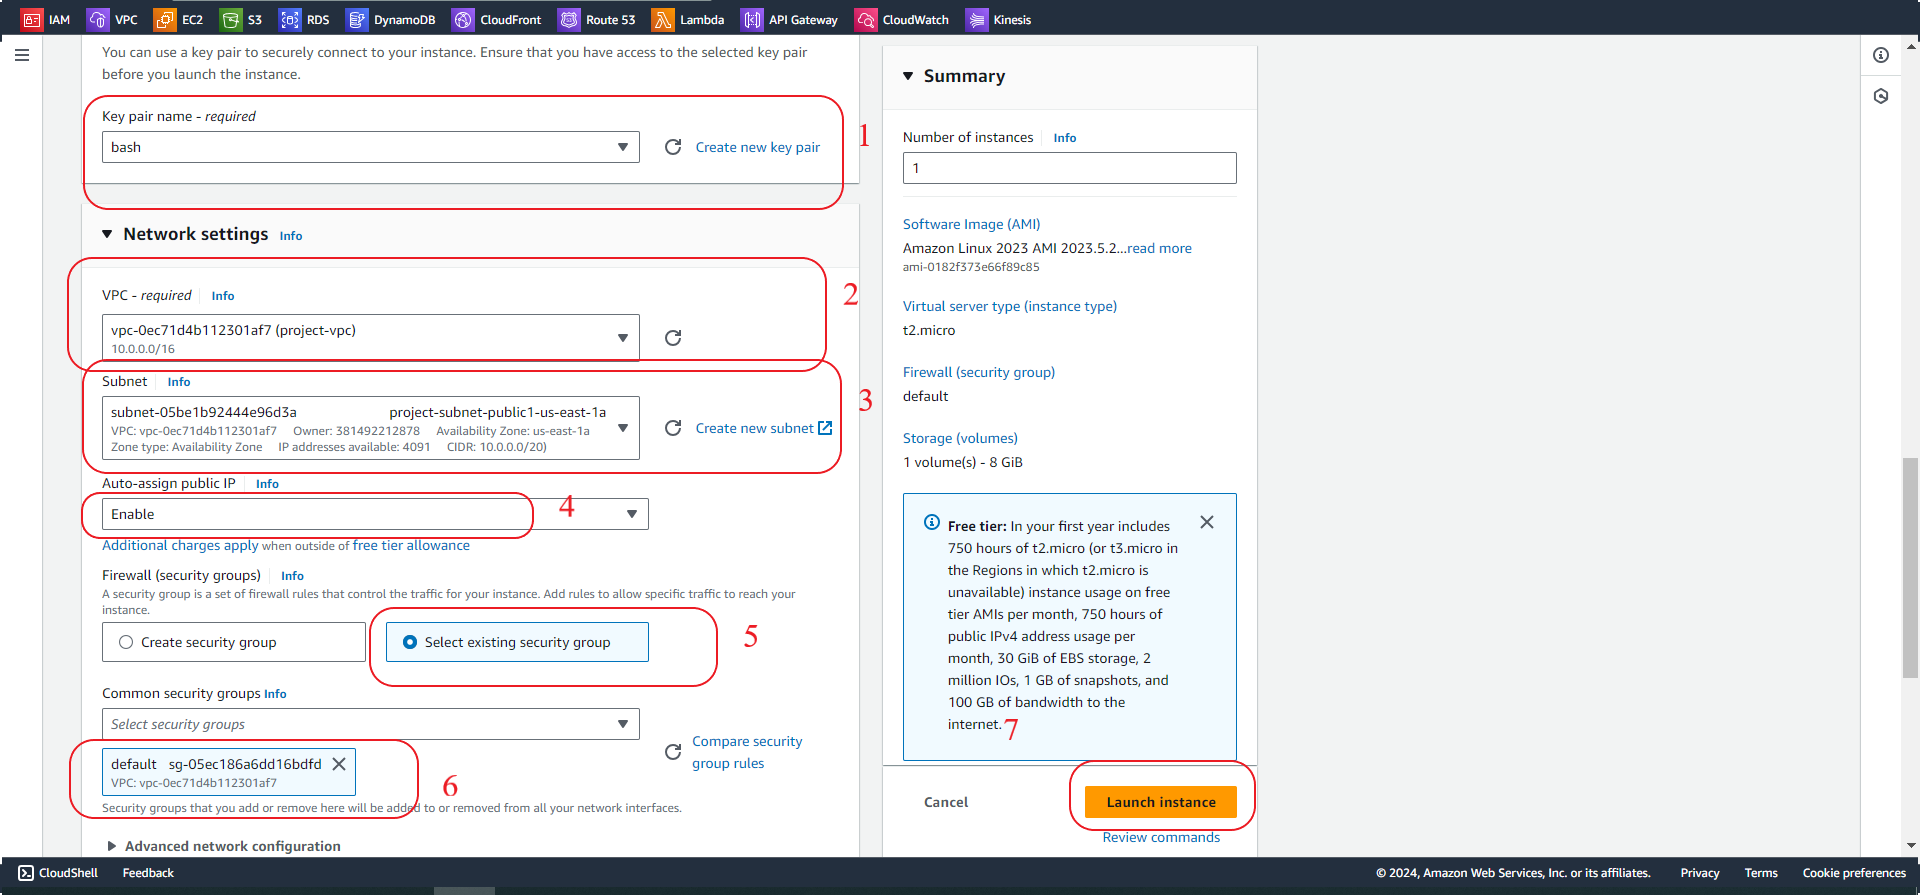 IAM VPC EC2 S3 RDS DynamoDB CloudFront Route 53 Lambda API Gateway CloudWatch Kinesis
You can use a key pair to securely connect to your instance. Ensure that you have access to the selected key pair
before you launch the instance.
Key pair name - required
1
bash
Create new key pair
Network settings Info
VPC - required Info
2
vpc-0ec71d4b112301af7 (project-vpc)
10.0.0.0/16
Subnet Info
3
subnet-05be1b92444e96d3a project-subnet-public1-us-east-1a
VPC: vpc-0ec71d4b112301af7 Owner: 381492212878 Availability Zone: us-east-1a
Zone type: Availability Zone IP addresses available: 4091 CIDR: 10.0.0.0/20)
Create new subnet
Auto-assign public IP Info
4
Enable
Additional charges apply when outside of free tier allowance
Firewall (security groups) Info
A security group is a set of firewall rules that control the traffic for your instance. Add rules to allow specific traffic to reach your
instance.
Create security group
Select existing security group
5
Common security groups Info
Select security groups
Compare security
group rules
default sg-05ec186a6dd16bdfd
VPC: vpc-0ec71d4b112301af7
6
Security groups that you add or remove here will be added to or removed from all your network interfaces.
Advanced network configuration
Summary
Number of instances Info
1
Software Image (AMI)
Amazon Linux 2023 AMI 2023.5.2...read more
ami-0182f373e66f89c85
Virtual server type (instance type)
t2.micro
Firewall (security group)
default
Storage (volumes)
1 volume(s) - 8 GiB
Free tier: In your first year includes
750 hours of t2.micro (or t3.micro in
the Regions in which t2.micro is
unavailable) instance usage on free
tier AMIs per month, 750 hours of
public IPv4 address usage per
month, 30 GiB of EBS storage, 2
million IOs, 1 GB of snapshots, and
100 GB of bandwidth to the
internet.
7
Cancel
Launch instance
Review commands
CloudShell Feedback
© 2024, Amazon Web Services, Inc. or its affiliates. Privacy Terms Cookie preferences